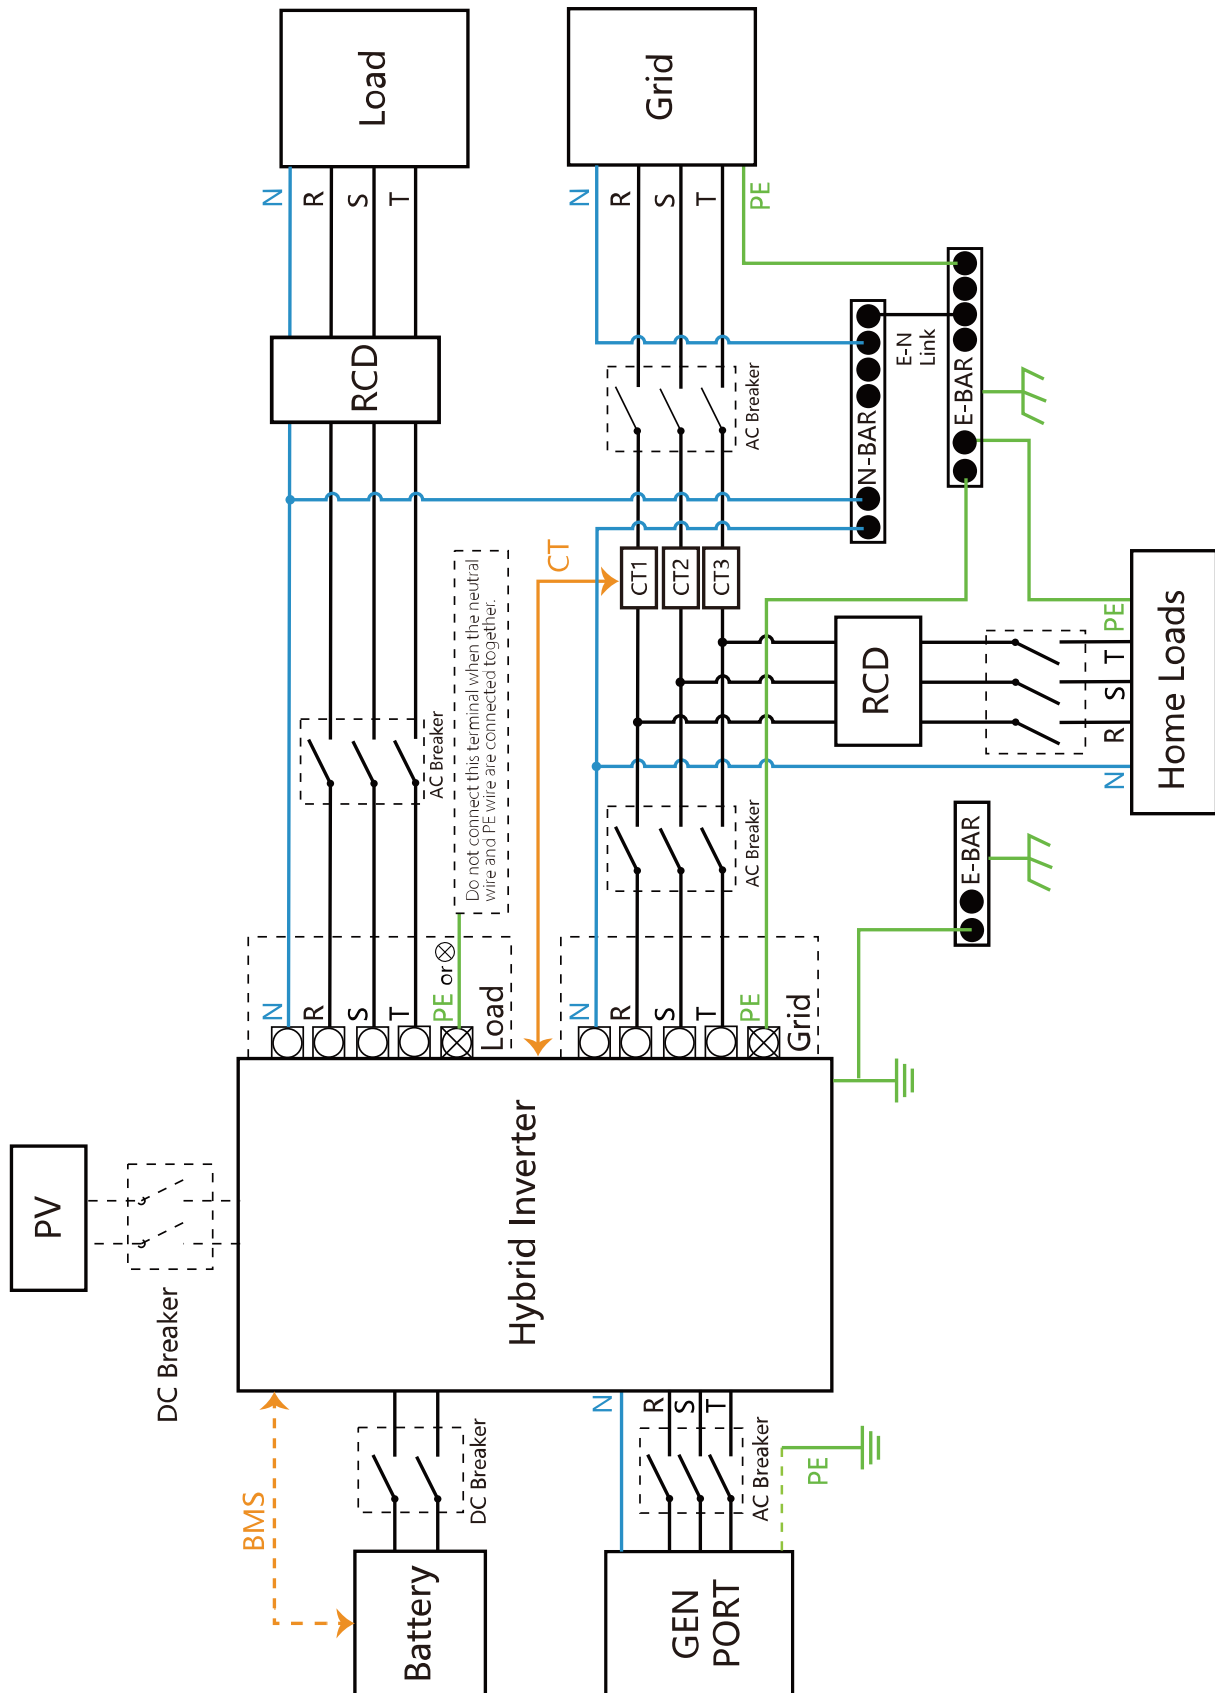 Load
Grid
N
R
S
T
N
R
S
T
PE
RCD
E-N
Link
AC Breaker
N-BAR
E-BAR
CT
CT1
CT2
CT3
Do not connect this terminal when the neutral
wire and PE wire are connected together.
AC Breaker
RCD
PE
T
S
R
N
Home Loads
AC Breaker
E-BAR
N
R
S
T
PE or
Load
N
R
S
T
PE
Grid
Hybrid Inverter
PV
DC Breaker
BMS
DC Breaker
Battery
N
R
S
T
AC Breaker
PE
GEN
PORT